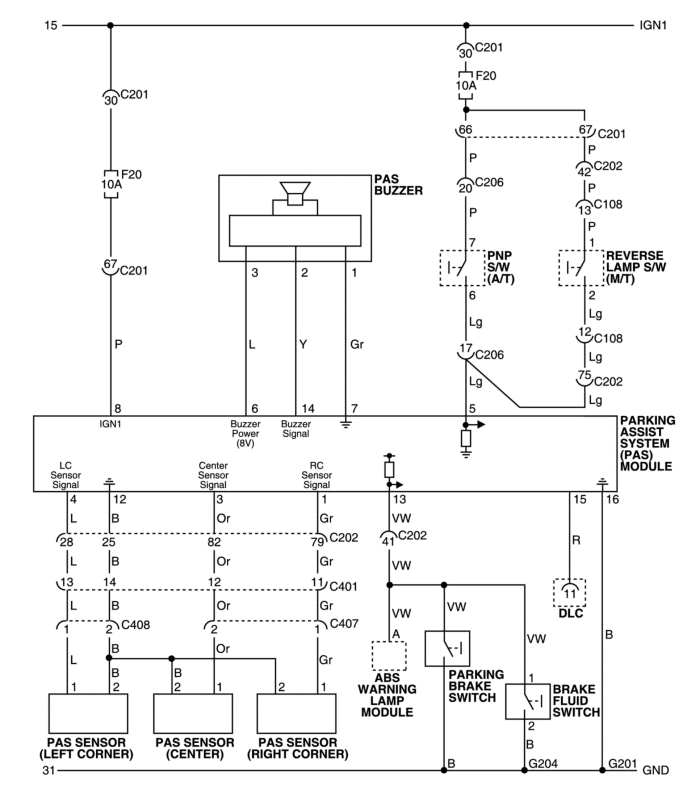 15 IGN1
30 C201
F20
10A
30 C201
F20
10A
66 67 C201
P P
42 C202
20 C206 P
13 C108
P P
PAS
BUZZER
67 C201
7 1
PNP
S/W
(A/T)
REVERSE
LAMP S/W
(M/T)
3 2 1
6 2
Lg Lg
12 C108
P L Y Gr
17 C206 Lg
75 C202
Lg Lg
8 6 14 7 5
IGN1
Buzzer
Power
(8V)
Buzzer
Signal
PARKING
ASSIST
SYSTEM
(PAS)
MODULE
LC
Sensor
Signal
Center
Sensor
Signal
RC
Sensor
Signal
4 12 3 1 13 15 16
L B Or Gr VW
28 25 82 79 C202
41 C202
R
L B Or Gr VW
13 14 12 11 C401
11
DLC
L B Or Gr VW VW
B
1 2 C408 2 1 C407
A
VW
B Or
L B B Gr
ABS
WARNING
LAMP
MODULE
PARKING
BRAKE
SWITCH
1 2 2 1 2 1
1
BRAKE
FLUID
SWITCH
2
PAS SENSOR
(LEFT CORNER)
PAS SENSOR
(CENTER)
PAS SENSOR
(RIGHT CORNER)
B
31 B G204 G201 GND